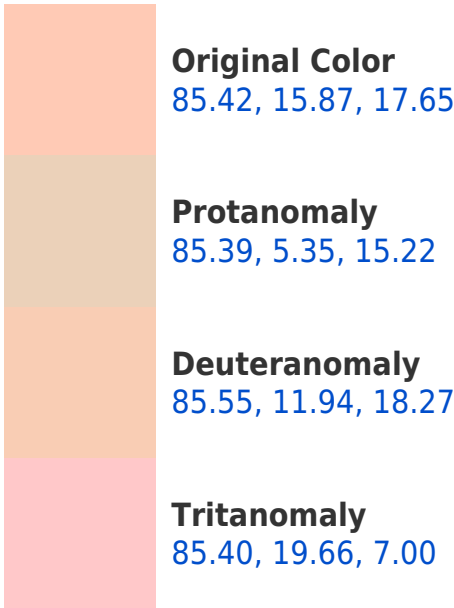 Original Color
85.42, 15.87, 17.65
Protanomaly
85.39, 5.35, 15.22
Deuteranomaly
85.55, 11.94, 18.27
Tritanomaly
85.40, 19.66, 7.00